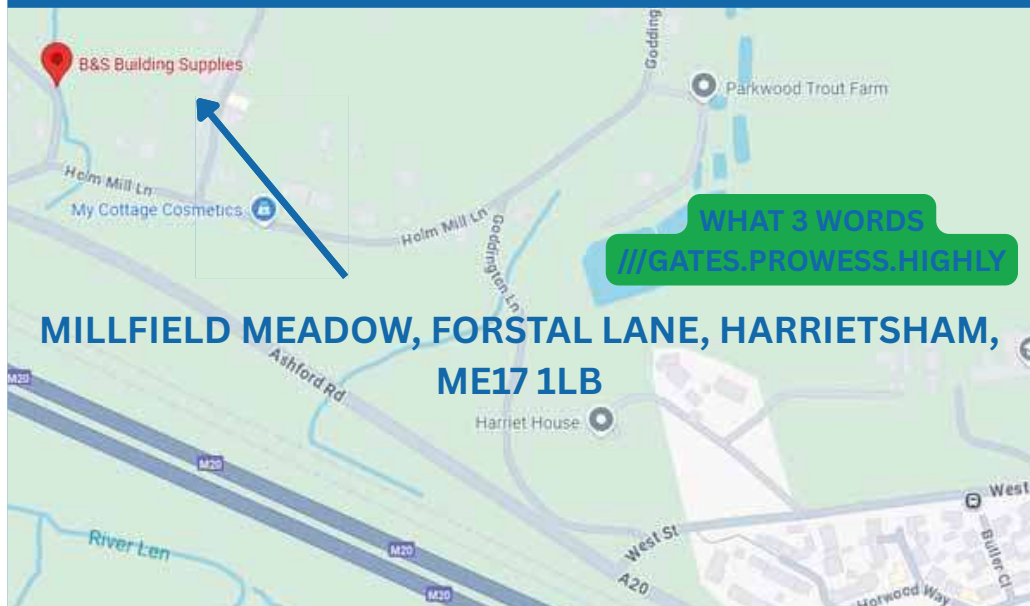 B&S Building Supplies
Godding
Parkwood Trout Farm
Holm Mill Ln
My Cottage Cosmetics
Holm Mill Ln
Goddington Ln
WHAT 3 WORDS
///GATES.PROWESS.HIGHLY
MILLFIELD MEADOW, FORSTAL LANE, HARRIETSHAM,
ME17 1LB
Ashford Rd
M20
Harriet House
M20
West
River Len
M20
West St
Butler Cl
A20
M20
Horwood Way